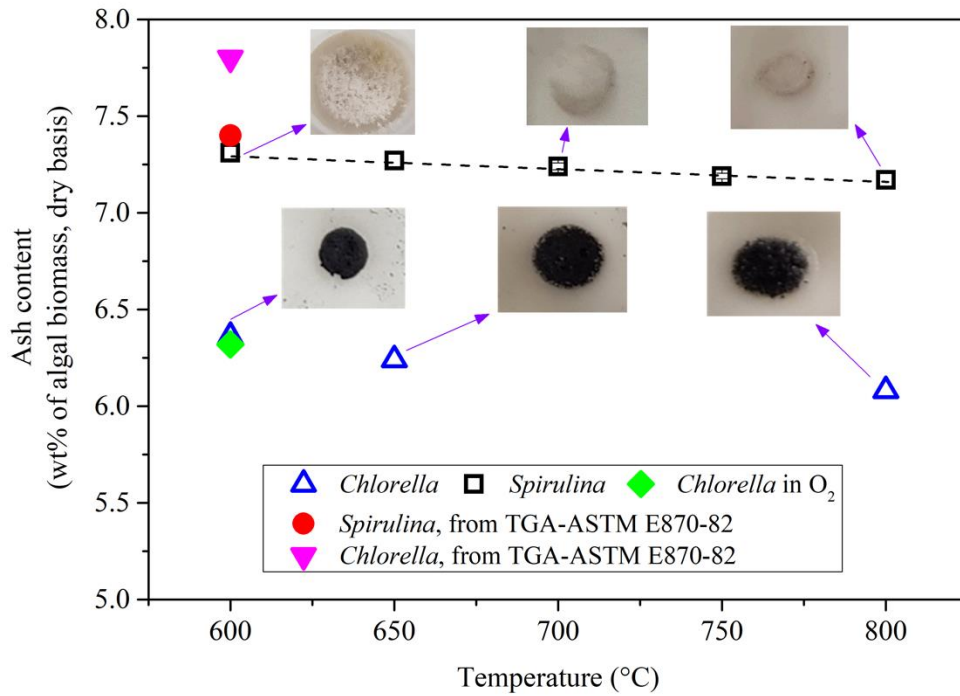 8.0
7.5
7.0
6.5
6.0
5.5
5.0
Ash content
(wt% of algal biomass, dry basis)
Chlorella Spirulina Chlorella in O₂
Spirulina, from TGA-ASTM E870-82
Chlorella, from TGA-ASTM E870-82
600 650 700 750 800
Temperature (°C)